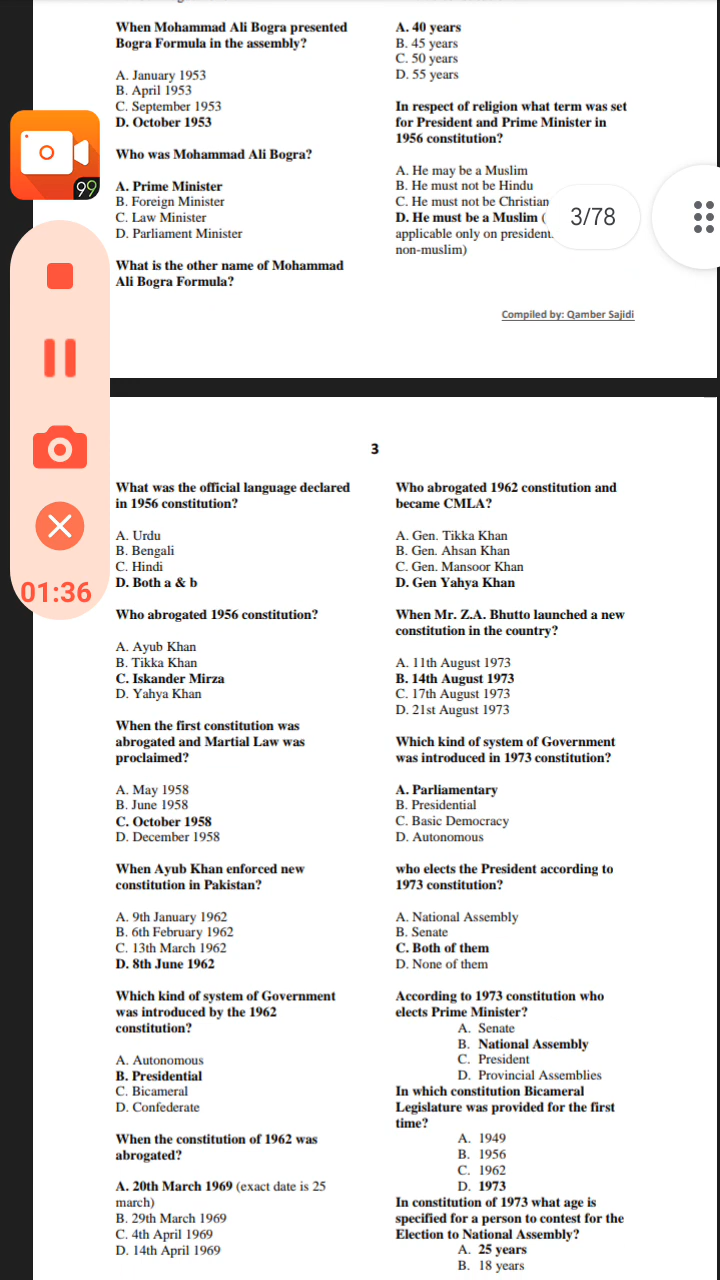 When Mohammad Ali Bogra presented
Bogra Formula in the assembly?
A. January 1953
B. April 1953
C. September 1953
D. October 1953
Who was Mohammad Ali Bogra?
A. Prime Minister
B. Foreign Minister
C. Law Minister
D. Parliament Minister
What is the other name of Mohammad
Ali Bogra Formula?
A. 40 years
B. 45 years
C. 50 years
D. 55 years
In respect of religion what term was set
for President and Prime Minister in
1956 constitution?
A. He may be a Muslim
B. He must not be Hindu
C. He must not be Christian
D. He must be a Muslim (
applicable only on president.
non-muslim)
3/78
99
01:36
Compiled by: Qamber Sajidi
3
What was the official language declared
in 1956 constitution?
A. Urdu
B. Bengali
C. Hindi
D. Both a & b
Who abrogated 1956 constitution?
A. Ayub Khan
B. Tikka Khan
C. Iskander Mirza
D. Yahya Khan
When the first constitution was
abrogated and Martial Law was
proclaimed?
A. May 1958
B. June 1958
C. October 1958
D. December 1958
When Ayub Khan enforced new
constitution in Pakistan?
A. 9th January 1962
B. 6th February 1962
C. 13th March 1962
D. 8th June 1962
Which kind of system of Government
was introduced by the 1962
constitution?
A. Autonomous
B. Presidential
C. Bicameral
D. Confederate
When the constitution of 1962 was
abrogated?
A. 20th March 1969 (exact date is 25
march)
B. 29th March 1969
C. 4th April 1969
D. 14th April 1969
Who abrogated 1962 constitution and
became CMLA?
A. Gen. Tikka Khan
B. Gen. Ahsan Khan
C. Gen. Mansoor Khan
D. Gen Yahya Khan
When Mr. Z.A. Bhutto launched a new
constitution in the country?
A. 11th August 1973
B. 14th August 1973
C. 17th August 1973
D. 21st August 1973
Which kind of system of Government
was introduced in 1973 constitution?
A. Parliamentary
B. Presidential
C. Basic Democracy
D. Autonomous
who elects the President according to
1973 constitution?
A. National Assembly
B. Senate
C. Both of them
D. None of them
According to 1973 constitution who
elects Prime Minister?
A. Senate
B. National Assembly
C. President
D. Provincial Assemblies
In which constitution Bicameral
Legislature was provided for the first
time?
A. 1949
B. 1956
C. 1962
D. 1973
In constitution of 1973 what age is
specified for a person to contest for the
Election to National Assembly?
A. 25 years
B. 18 years